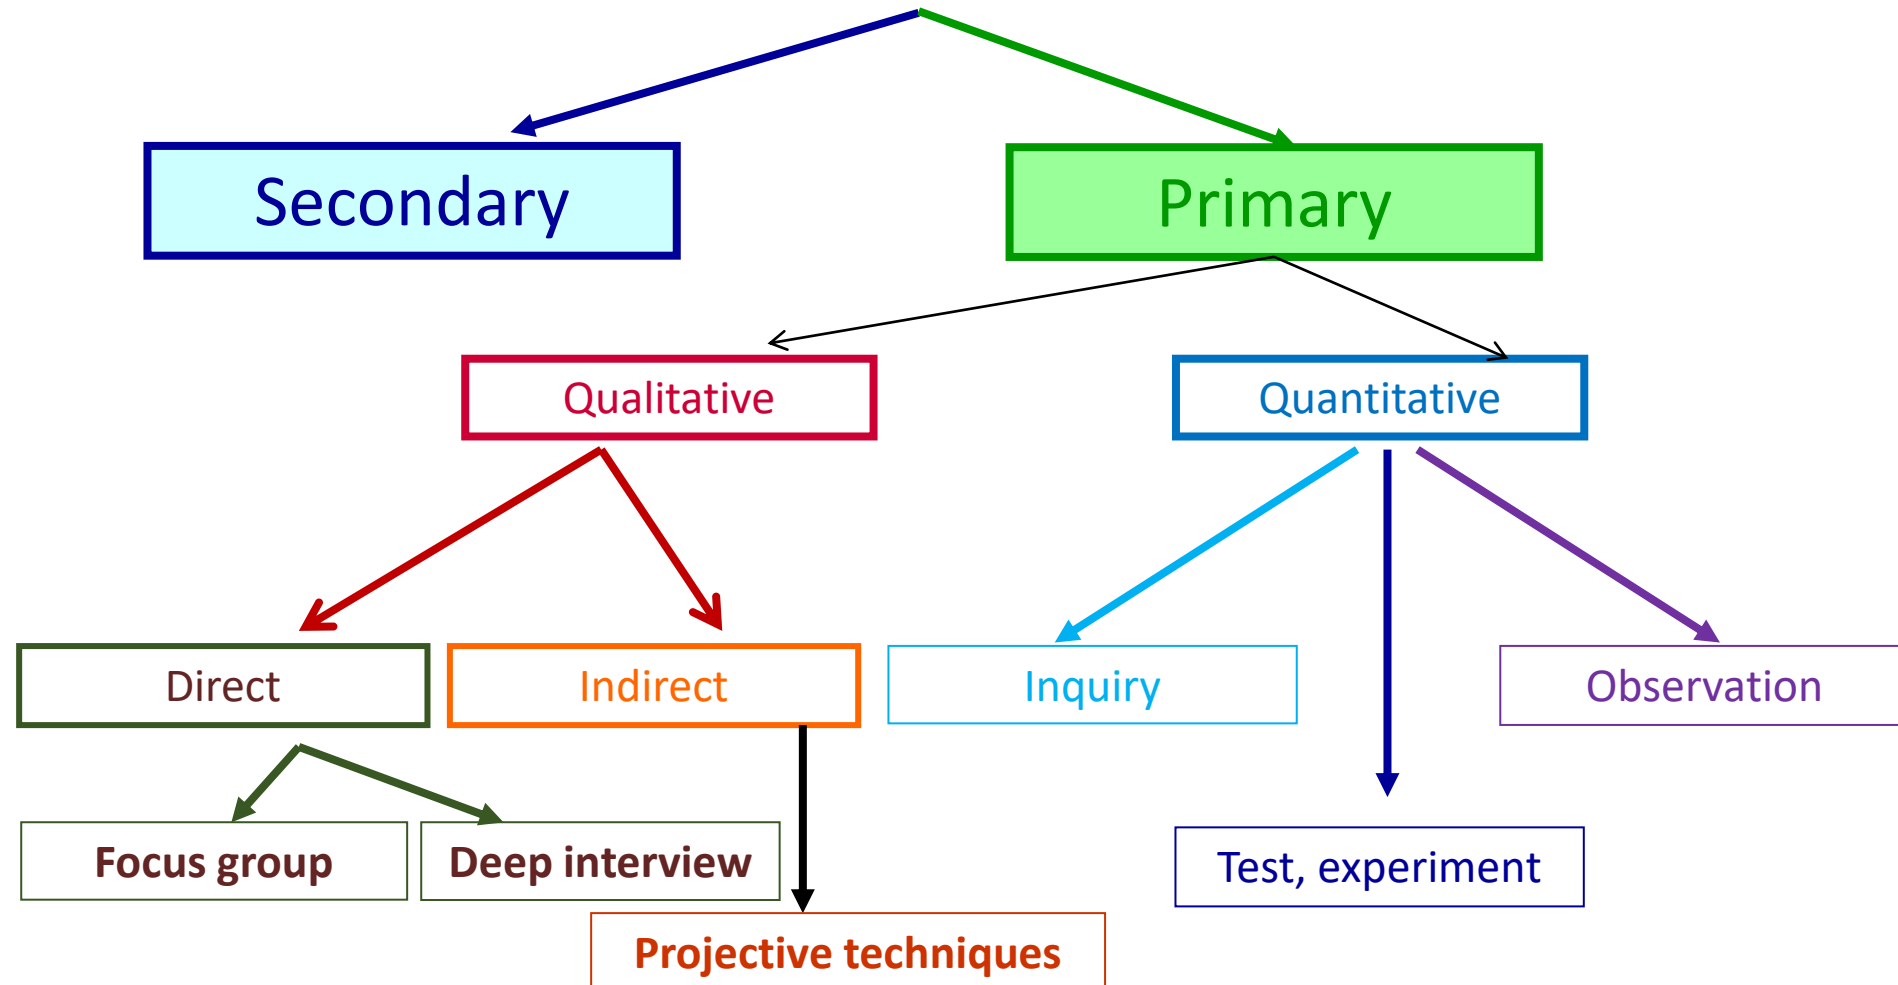 Secondary
Primary
Qualitative
Quantitative
Direct
Indirect
Inquiry
Observation
Focus group
Deep interview
Test, experiment
Projective techniques